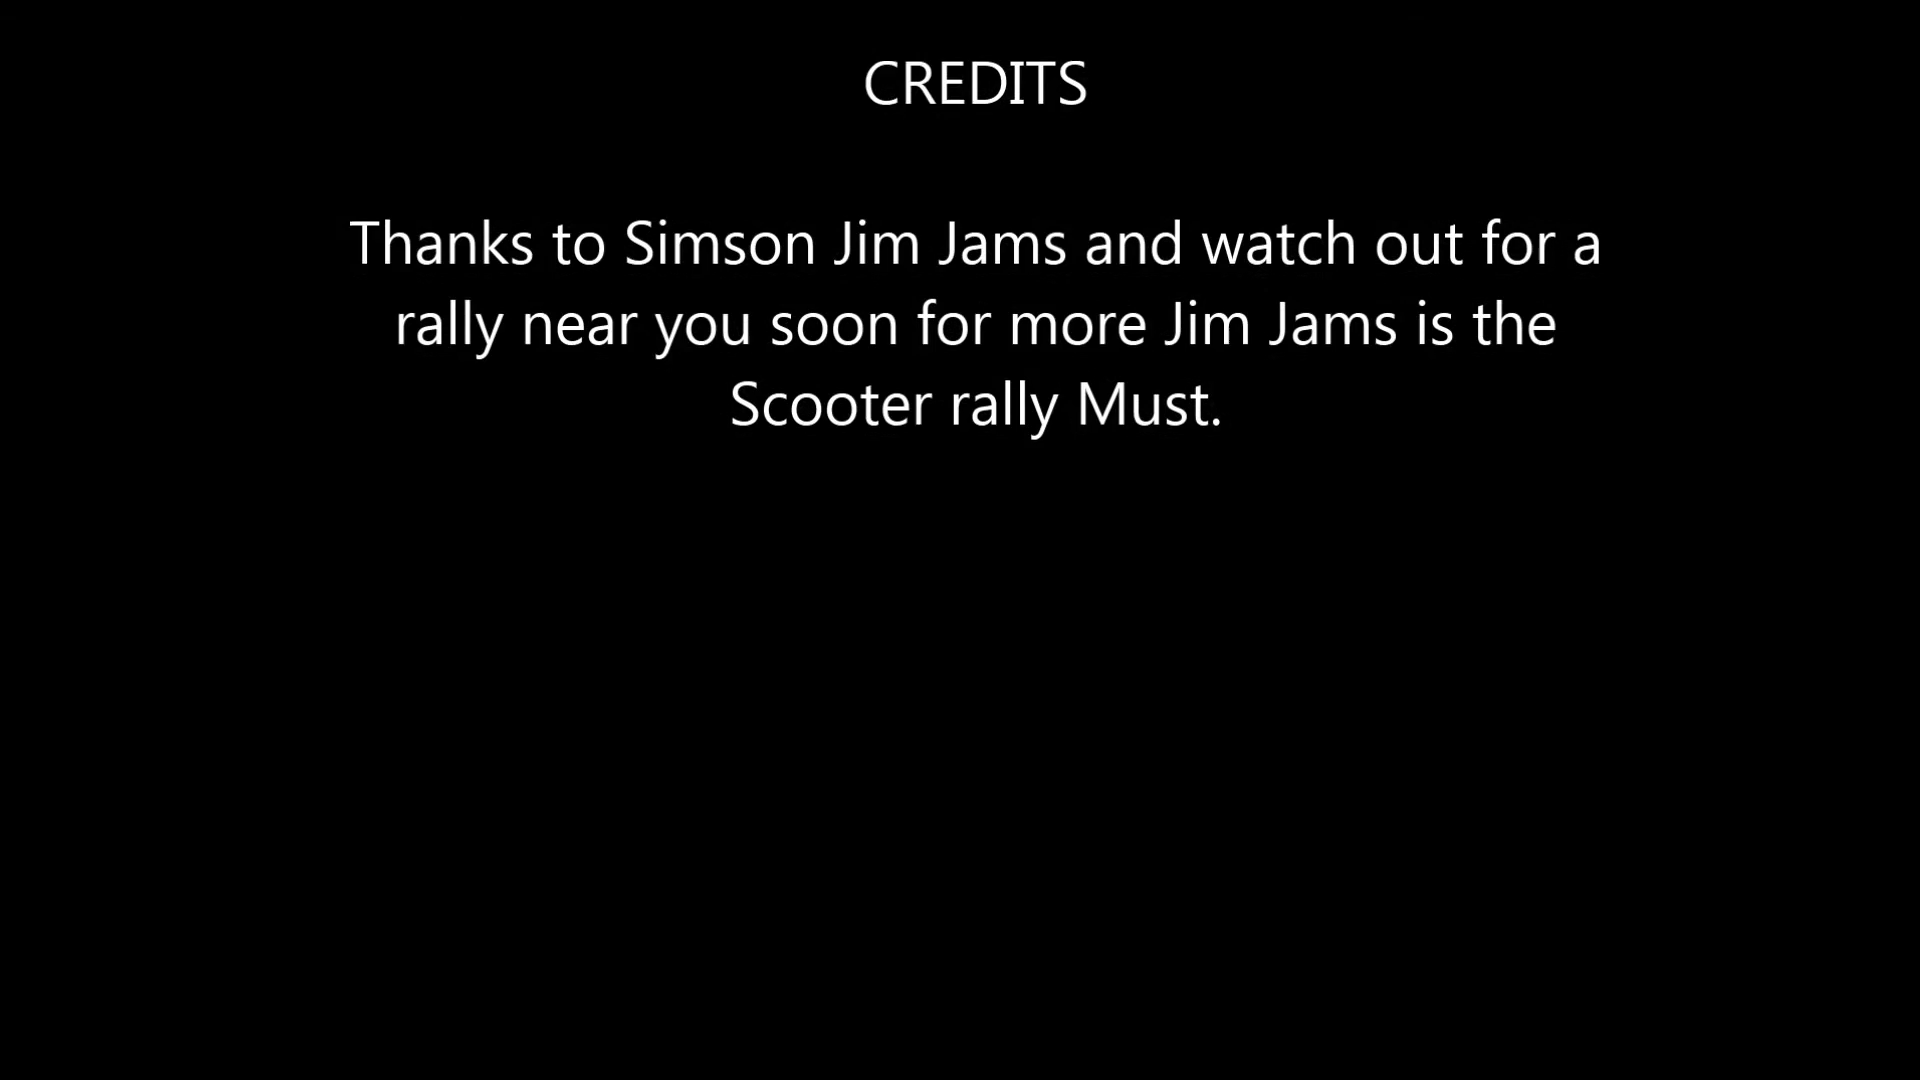 CREDITS
Thanks to Simson Jim Jams and watch out for a
rally near you soon for more Jim Jams is the
Scooter rally Must.